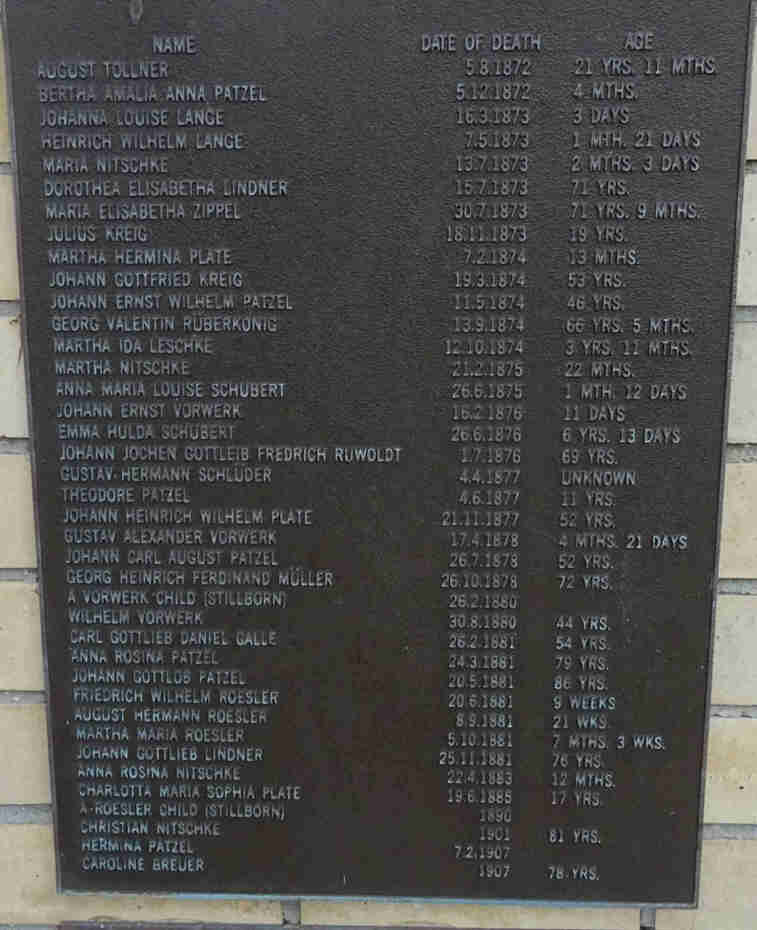 NAME DATE OF DEATH AGE
AUGUST TOLLNER 5.8.1872 21 YRS. 11 MTHS.
BERTHA AMALIA ANNA PATZEL 5.12.1872 4 MTHS.
JOHANNA LOUISE LANGE 16.3.1873 3 DAYS
HEINRICH WILHELM LANGE 7.5.1873 1 MTH. 21 DAYS
MARIA NITSCHKE 13.7.1873 2 MTHS. 3 DAYS
DOROTHEA ELISABETHA LINDNER 15.7.1873 71 YRS.
MARIA ELISABETHA ZIPPEL 30.7.1873 71 YRS. 9 MTHS.
JULIUS KREIG 18.11.1873 19 YRS.
MARTHA HERMINA PLATE 7.2.1874 13 MTHS.
JOHANN GOTTFRIED KREIG 19.3.1874 53 YRS.
JOHANN ERNST WILHELM PATZEL 11.5.1874 46 YRS.
GEORG VALENTIN RUBERKONIG 13.9.1874 66 YRS. 5 MTHS.
MARTHA IDA LESCHKE 12.10.1874 3 YRS. 11 MTHS.
MARTHA NITSCHKE 21.2.1875 22 MTHS.
ANNA MARIA LOUISE SCHUBERT 26.6.1875 1 MTH. 12 DAYS
JOHANN ERNST VORWERK 16.2.1876 11 DAYS
EMMA HULDA SCHUBERT 26.6.1876 6 YRS. 13 DAYS
JOHANN JOCHEN GOTTLEIB FREDRICH RUWOLDT 1.7.1876 69 YRS.
GUSTAV HERMANN SCHLUDER 4.4.1877 UNKNOWN
THEODORE PATZEL 4.6.1877 11 YRS.
JOHANN HEINRICH WILHELM PLATE 21.11.1877 52 YRS.
GUSTAV ALEXANDER VORWERK 17.4.1878 4 MTHS. 21 DAYS
JOHANN CARL AUGUST PATZEL 26.7.1878 52 YRS.
GEORG HEINRICH FERDINAND MÜLLER 26.10.1878 72 YRS.
A VORWERK CHILD (STILLBORN) 26.2.1880
WILHELM VORWERK 30.8.1880 44 YRS.
CARL GOTTLIEB DANIEL GALLE 26.2.1881 54 YRS.
ANNA ROSINA PATZEL 24.3.1881 79 YRS.
JOHANN GOTTLOB PATZEL 20.5.1881 86 YRS.
FRIEDRICH WILHELM ROESLER 20.6.1881 9 WEEKS
AUGUST HERMANN ROESLER 8.9.1881 21 WKS.
MARTHA MARIA ROESLER 5.10.1881 7 MTHS. 3 WKS.
JOHANN GOTTLIEB LINDNER 25.11.1881 76 YRS.
ANNA ROSINA NITSCHKE 22.4.1883 12 MTHS.
CHARLOTTA MARIA SOPHIA PLATE 19.6.1885 17 YRS.
A ROESLER CHILD (STILLBORN) 1890
CHRISTIAN NITSCHKE 1901 81 YRS.
HERMINA PATZEL 7.2.1907
CAROLINE BREUER 1907 78 YRS.